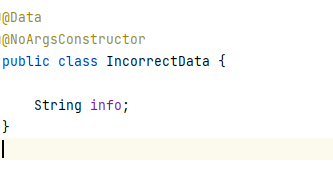 @Data
@NoArgsConstructor
public class IncorrectData {
String info;
}